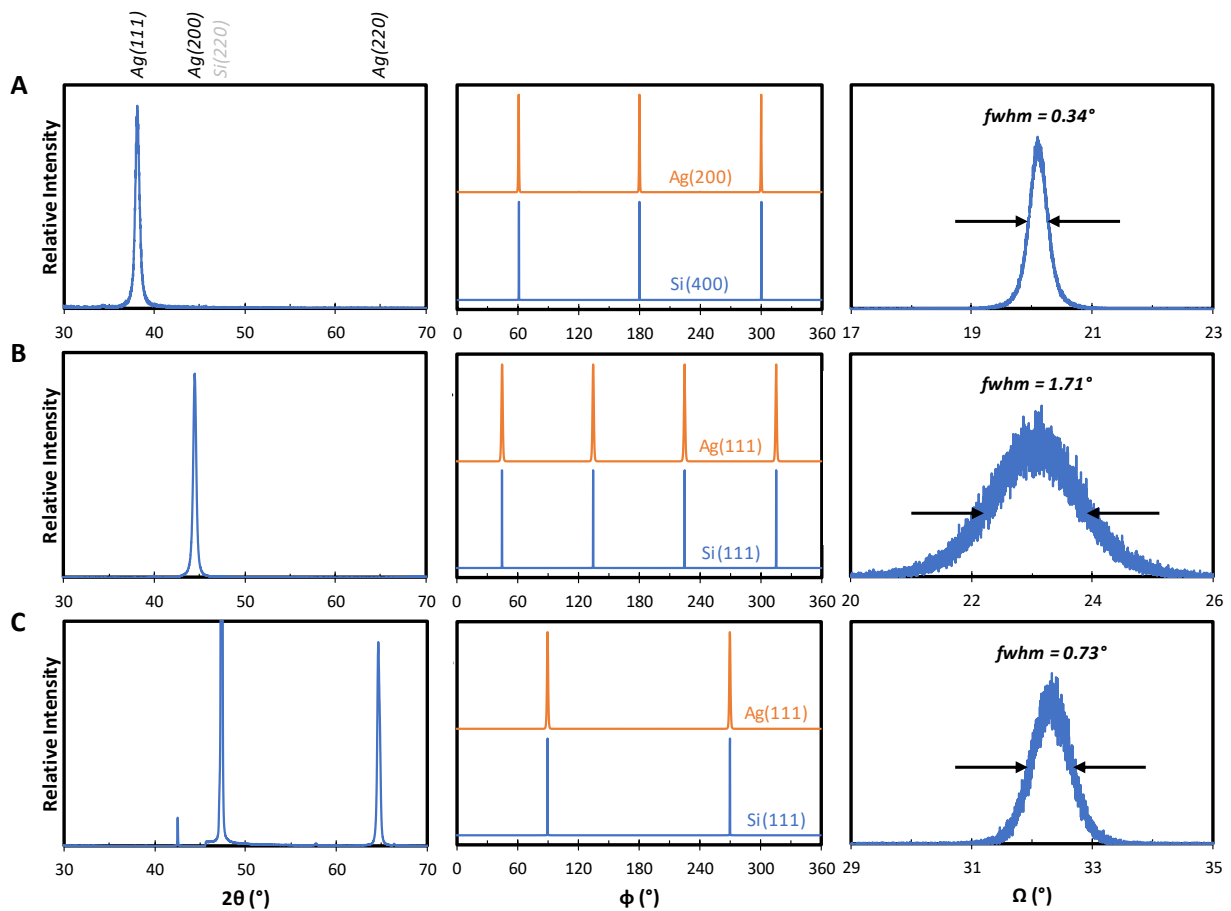 Ag(111)
Ag(200)
Si(220)
Ag(220)
A
Relative Intensity
30 40 50 60 70
Ag(200)
Si(400)
0 60 120 180 240 300 360
fwhm = 0.34°
17 19 21 23
B
Relative Intensity
30 40 50 60 70
Ag(111)
Si(111)
0 60 120 180 240 300 360
fwhm = 1.71°
20 22 24 26
C
Relative Intensity
30 40 50 60 70
2θ (°)
Ag(111)
Si(111)
0 60 120 180 240 300 360
ϕ (°)
fwhm = 0.73°
29 31 33 35
Ω (°)